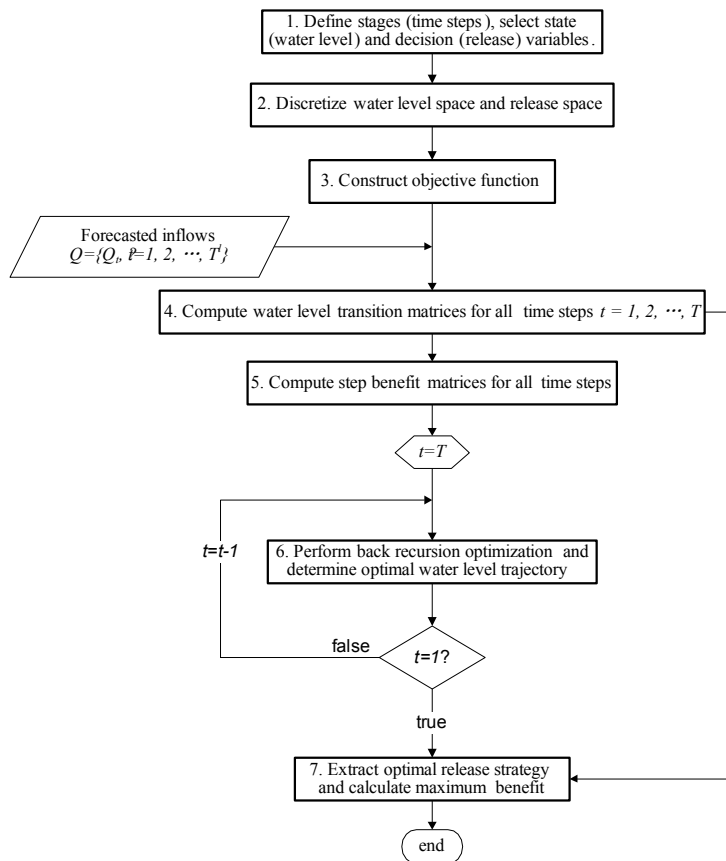 1. Define stages (time steps), select state
(water level) and decision (release) variables.
2. Discretize water level space and release space
3. Construct objective function
Forecasted inflows
Q={Qt, t=1, 2, ···, T}
4. Compute water level transition matrices for all time steps t = 1, 2, ···, T
5. Compute step benefit matrices for all time steps
t=T
t=t-1
6. Perform back recursion optimization and
determine optimal water level trajectory
false
t=1?
true
7. Extract optimal release strategy
and calculate maximum benefit
end